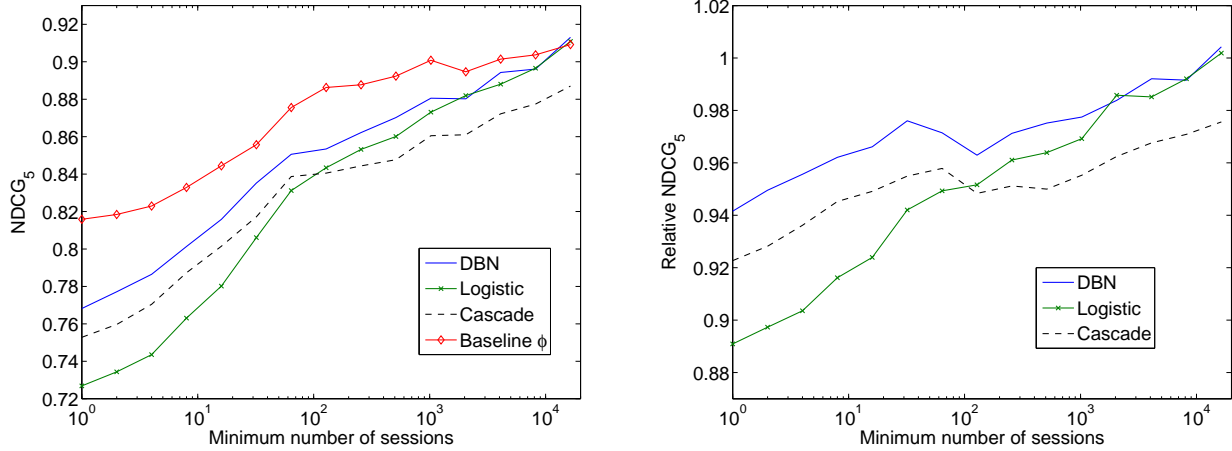 0.92
0.9
0.88
0.86
0.84
0.82
0.8
0.78
0.76
0.74
0.72
NDCG5
10^0 10^1 10^2 10^3 10^4
Minimum number of sessions
DBN
Logistic
Cascade
Baseline ϕ
1.02
1
0.98
0.96
0.94
0.92
0.9
0.88
Relative NDCG5
10^0 10^1 10^2 10^3 10^4
Minimum number of sessions
DBN
Logistic
Cascade